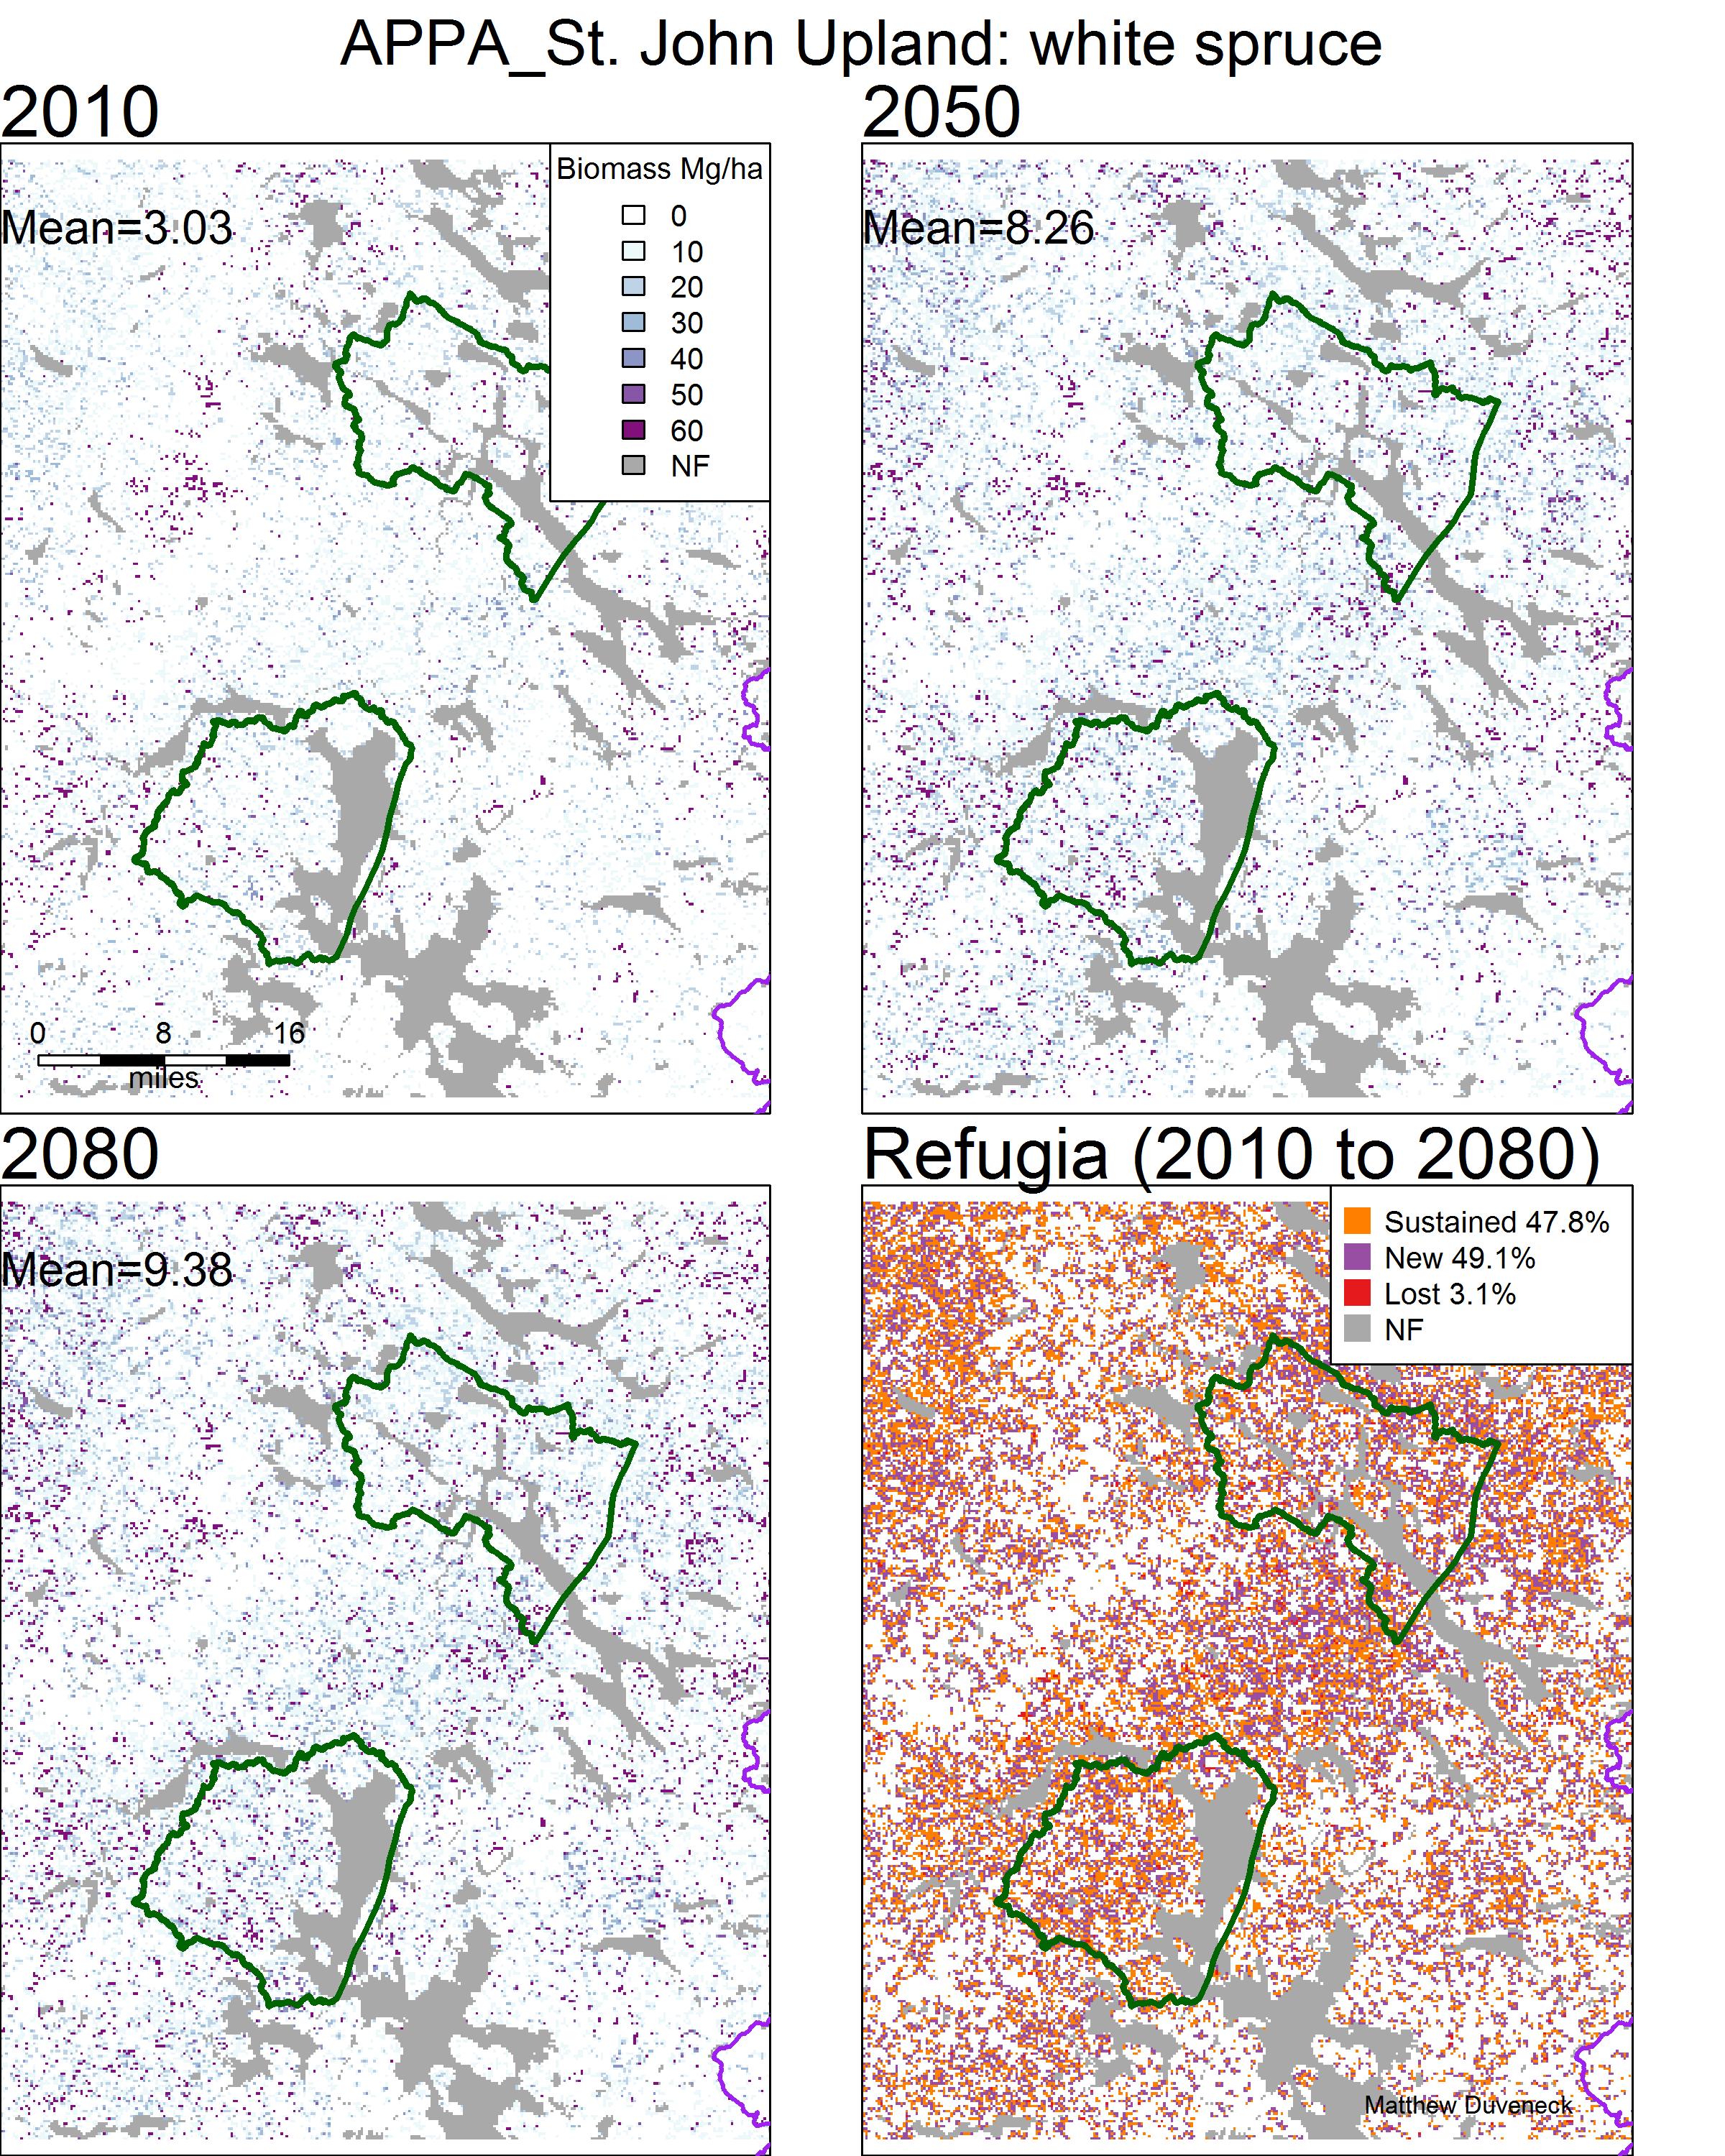 APPA_St. John Upland: white spruce
2010
Mean=3.03
Biomass Mg/ha
0
10
20
30
40
50
60
NF
0 8 16
miles
2050
Mean=8.26
2080
Mean=9.38
Refugia (2010 to 2080)
Sustained 47.8%
New 49.1%
Lost 3.1%
NF
Matthew Duveneck